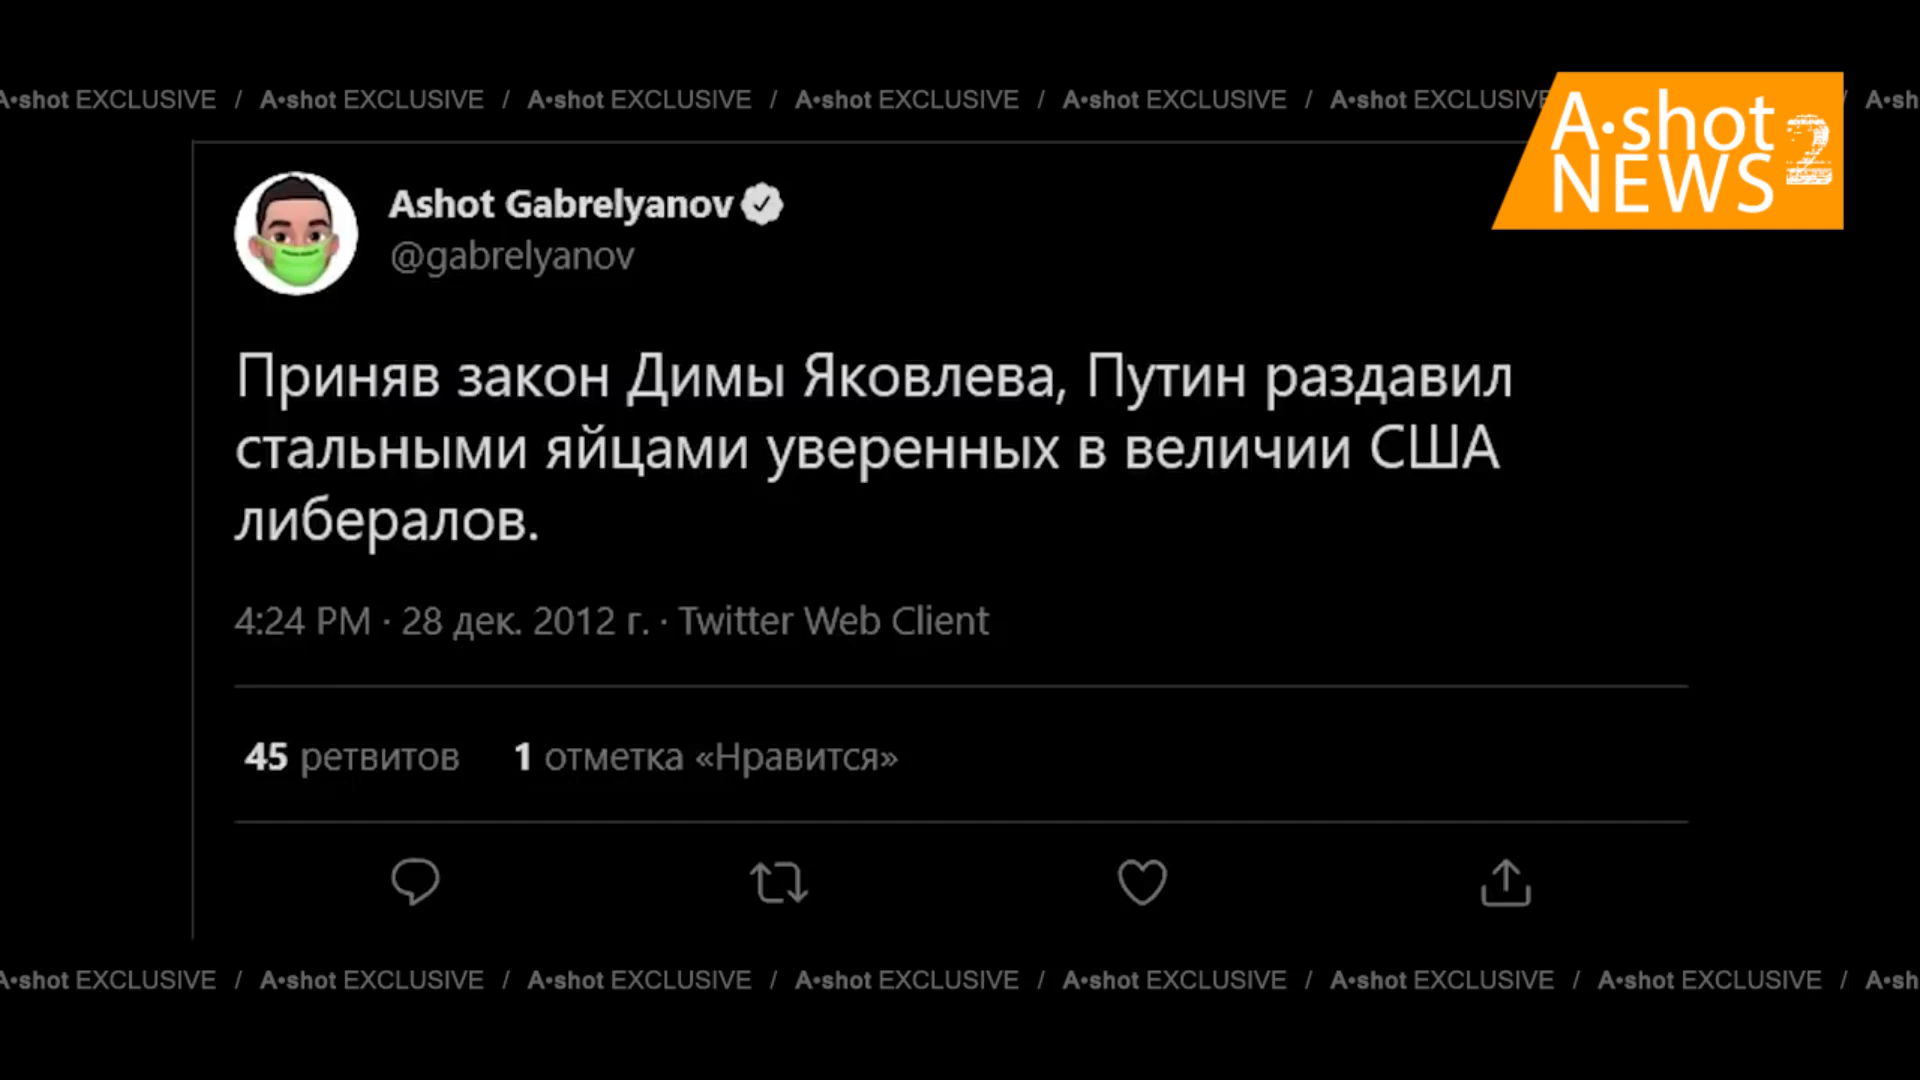 A•shot EXCLUSIVE / A•shot EXCLUSIVE / A•shot EXCLUSIVE / A•shot EXCLUSIVE / A•shot EXCLUSIVE / A•shot EXCLUSIVE / A•sh
A•shot
NEWS 2
Ashot Gabrelyanov
@gabrelyanov
Приняв закон Димы Яковлева, Путин раздавил
стальными яйцами уверенных в величии США
либералов.
4:24 PM · 28 дек. 2012 г. · Twitter Web Client
45 ретвитов 1 отметка «Нравится»
A•shot EXCLUSIVE / A•shot EXCLUSIVE / A•shot EXCLUSIVE / A•shot EXCLUSIVE / A•shot EXCLUSIVE / A•shot EXCLUSIVE / A•shot EXCLUSIVE / A•sh